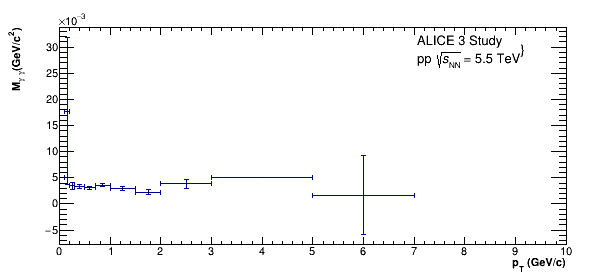 ×10⁻³
M_γγ (GeV/c²)
30
25
20
15
10
5
0
−5
ALICE 3 Study
pp √s_NN = 5.5 TeV}
0 1 2 3 4 5 6 7 8 9 10
p_T (GeV/c)